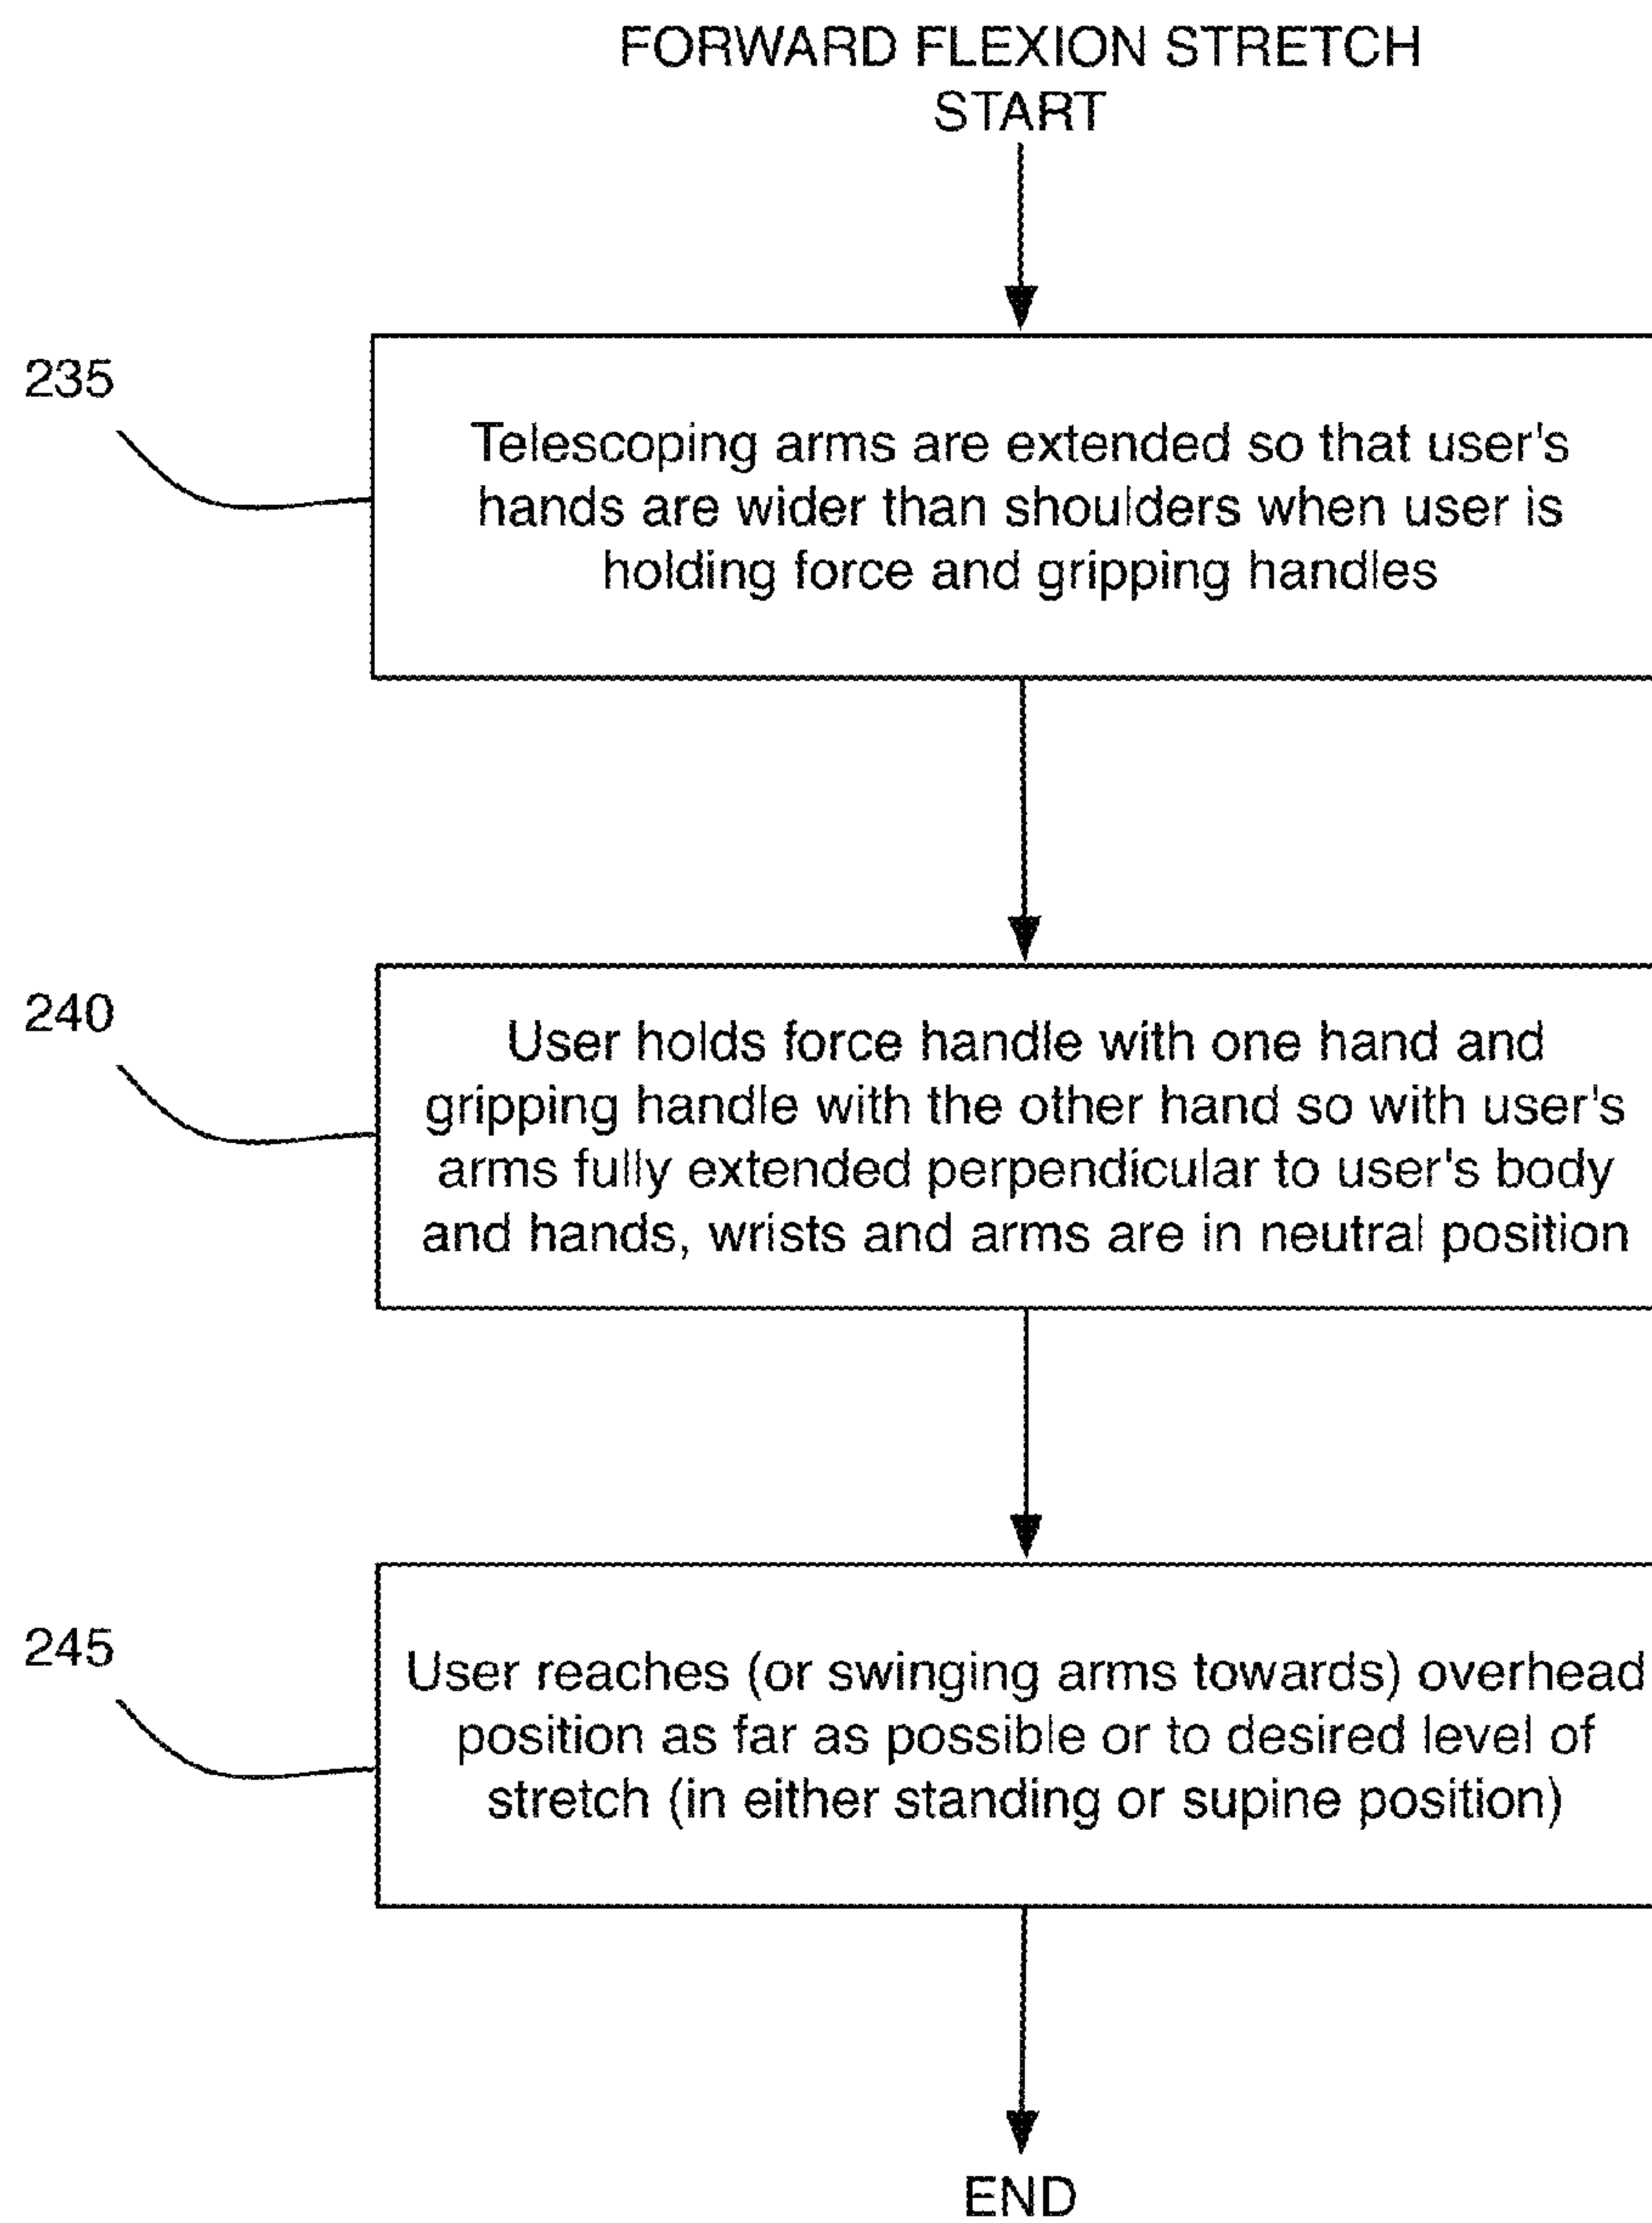 FORWARD FLEXION STRETCH
START
235
Telescoping arms are extended so that user's
hands are wider than shoulders when user is
holding force and gripping handles
240
User holds force handle with one hand and
gripping handle with the other hand so with user's
arms fully extended perpendicular to user's body
and hands, wrists and arms are in neutral position
245
User reaches (or swinging arms towards) overhead
position as far as possible or to desired level of
stretch (in either standing or supine position)
END